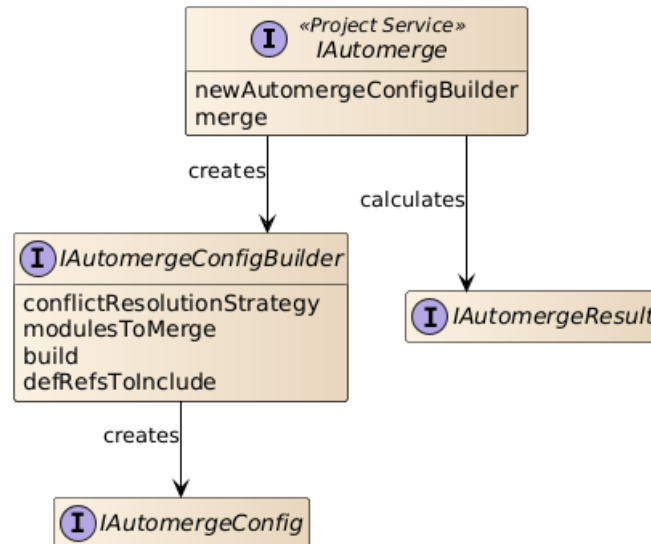 I
«Project Service»
IAutomerge
newAutomergeConfigBuilder
merge
creates
calculates
I IAutomergeConfigBuilder
conflictResolutionStrategy
modulesToMerge
build
defRefsToInclude
I IAutomergeResult
creates
I IAutomergeConfig